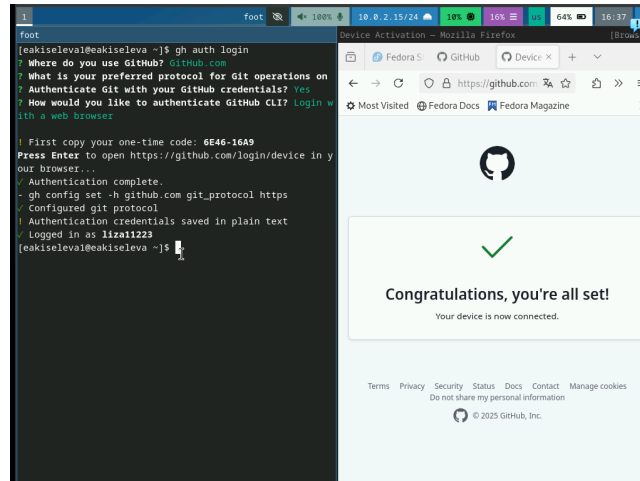 1
foot
100%
10.0.2.15/24
10%
16%
us
64%
16:37
foot
Device Activation — Mozilla Firefox
[eakiseleva1@eakiseleva ~]$ gh auth login
? Where do you use GitHub? GitHub.com
? What is your preferred protocol for Git operations on
? Authenticate Git with your GitHub credentials? Yes
? How would you like to authenticate GitHub CLI? Login w
ith a web browser
! First copy your one-time code: 6E46-16A9
Press Enter to open https://github.com/login/device in y
our browser...
✓ Authentication complete.
- gh config set -h github.com git_protocol https
✓ Configured git protocol
! Authentication credentials saved in plain text
✓ Logged in as liza11223
[eakiseleva1@eakiseleva ~]$
Fedora S
GitHub
Device
https://github.com
Most Visited
Fedora Docs
Fedora Magazine
Congratulations, you're all set!
Your device is now connected.
Terms Privacy Security Status Docs Contact Manage cookies
Do not share my personal information
© 2025 GitHub, Inc.